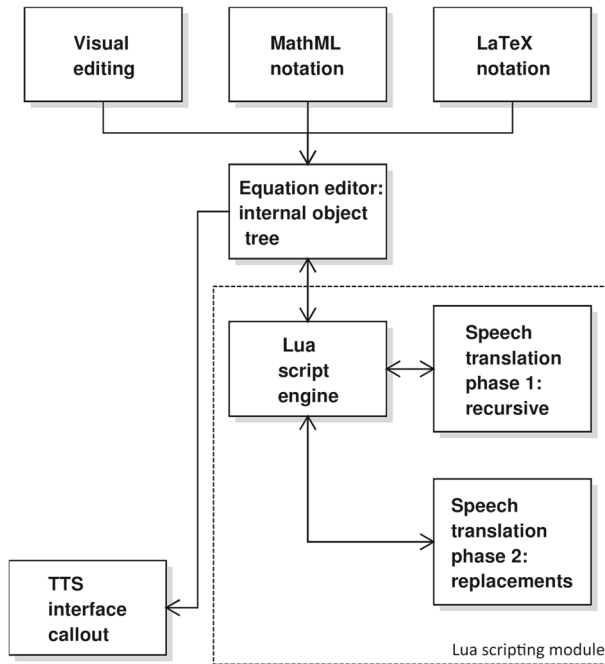 Visual
editing
MathML
notation
LaTeX
notation
Equation editor:
internal object
tree
Lua
script
engine
Speech
translation
phase 1:
recursive
Speech
translation
phase 2:
replacements
TTS
interface
callout
Lua scripting module